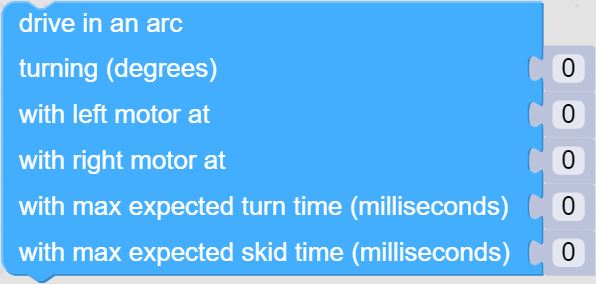 drive in an arc
turning (degrees) 0
with left motor at 0
with right motor at 0
with max expected turn time (milliseconds) 0
with max expected skid time (milliseconds) 0